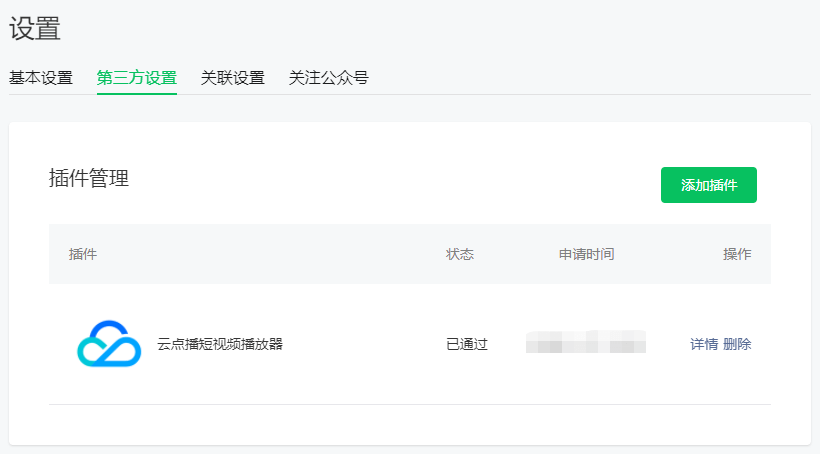 设置
基本设置 第三方设置 关联设置 关注公众号
插件管理
添加插件
插件 状态 申请时间 操作
云点播短视频播放器 已通过 详情 删除